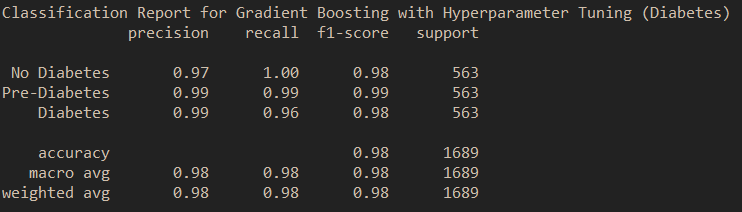 Classification Report for Gradient Boosting with Hyperparameter Tuning (Diabetes)
precision recall f1-score support
No Diabetes 0.97 1.00 0.98 563
Pre-Diabetes 0.99 0.99 0.99 563
Diabetes 0.99 0.96 0.98 563
accuracy 0.98 1689
macro avg 0.98 0.98 0.98 1689
weighted avg 0.98 0.98 0.98 1689